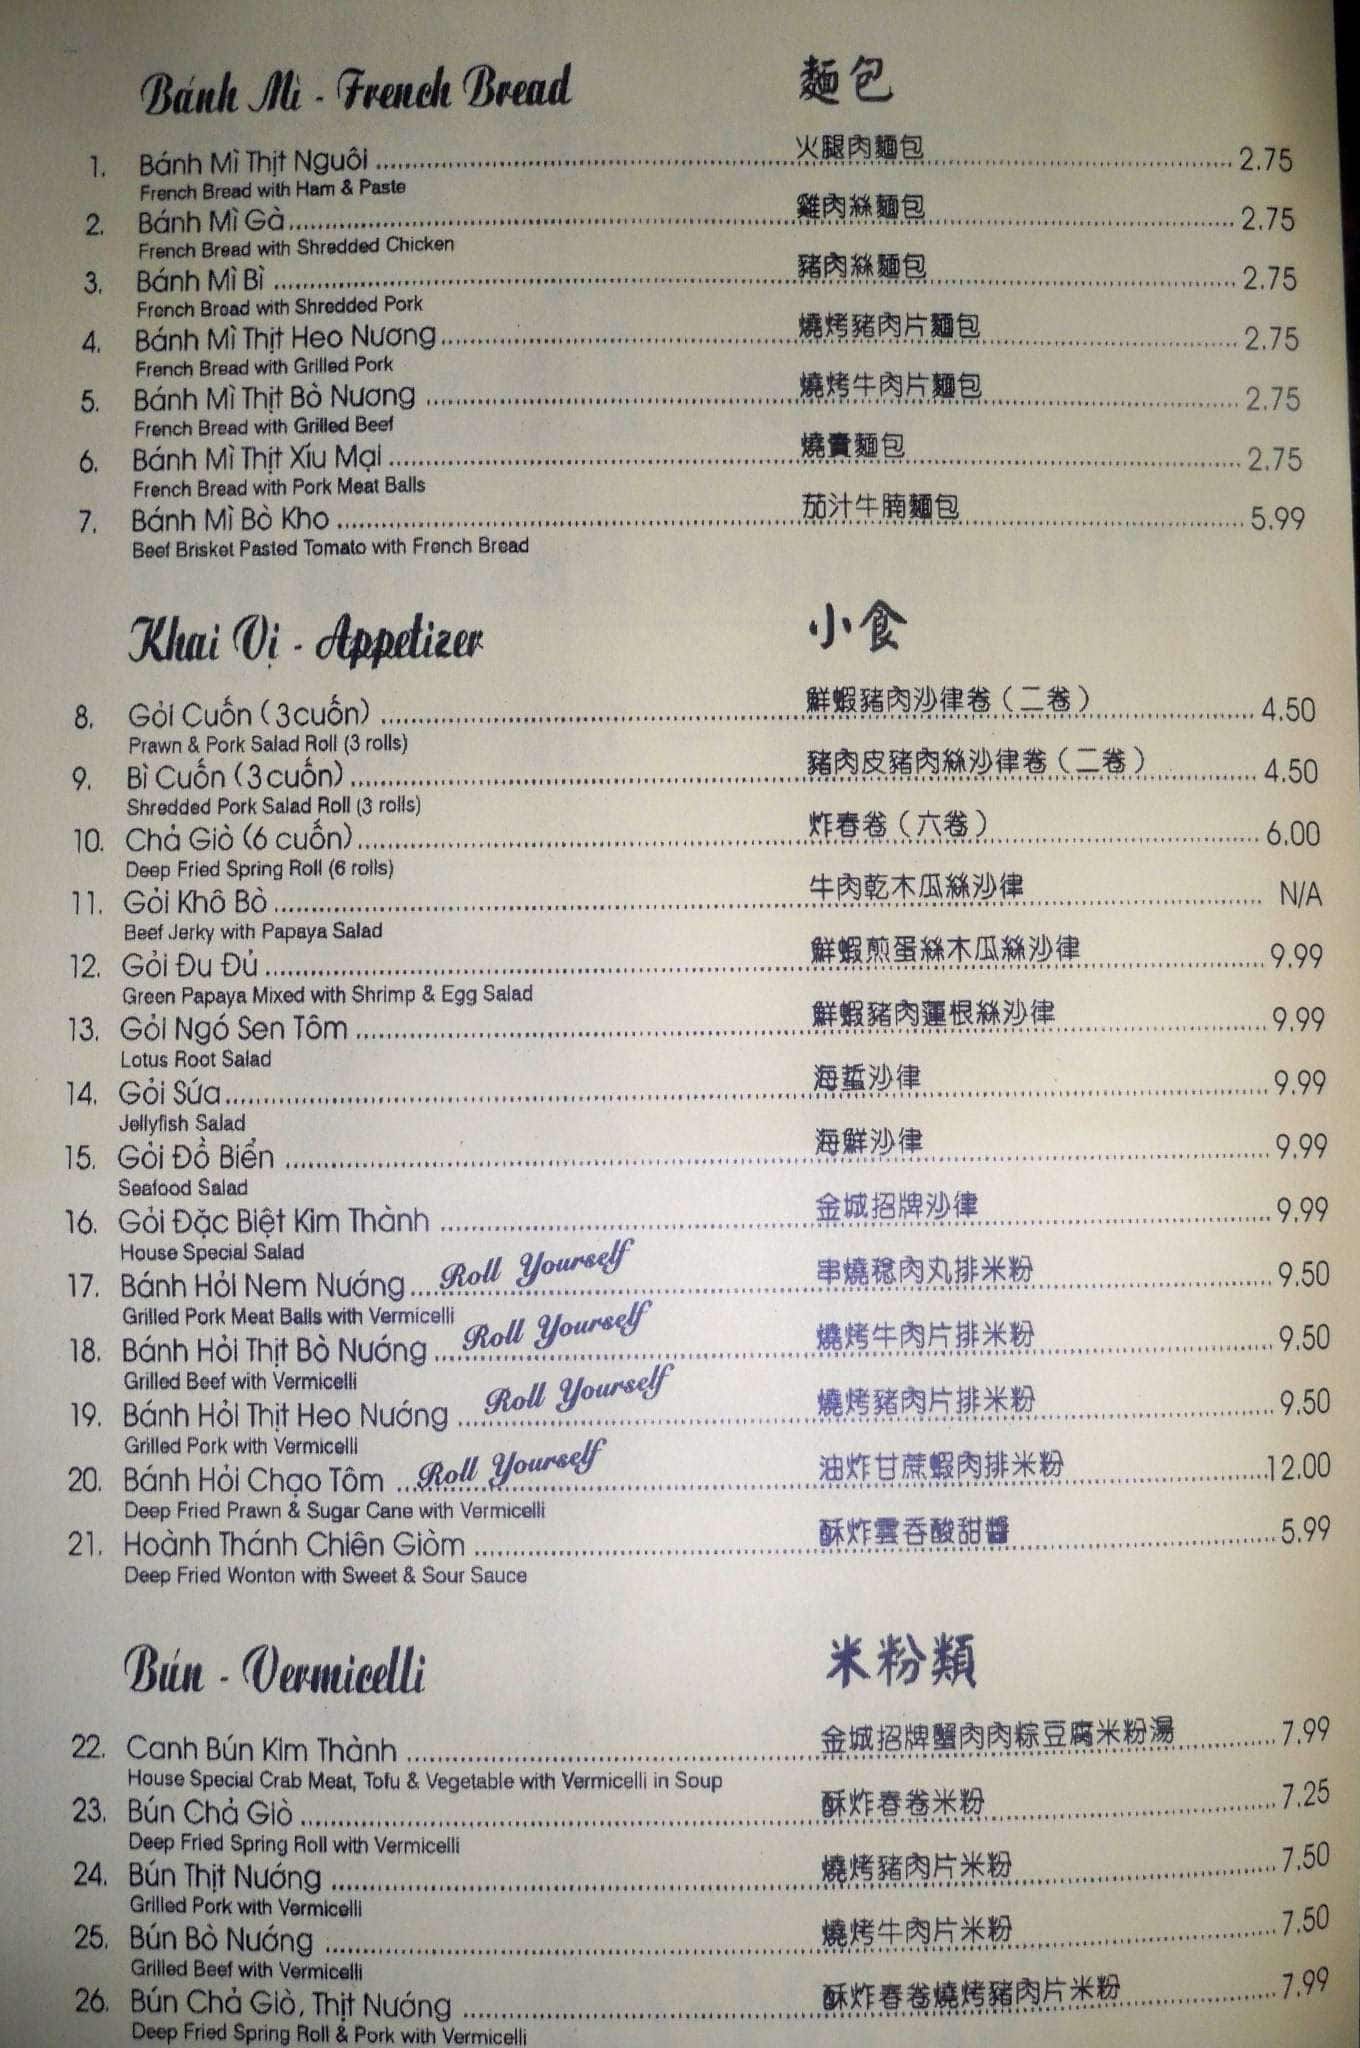 Bánh Mì - French Bread 麵包
1. Bánh Mì Thịt Nguôi 火腿肉麵包 2.75
French Bread with Ham & Paste
2. Bánh Mì Gà 雞肉絲麵包 2.75
French Bread with Shredded Chicken
3. Bánh Mì Bì 豬肉絲麵包 2.75
French Bread with Shredded Pork
4. Bánh Mì Thịt Heo Nương 燒烤豬肉片麵包 2.75
French Bread with Grilled Pork
5. Bánh Mì Thịt Bò Nương 燒烤牛肉片麵包 2.75
French Bread with Grilled Beef
6. Bánh Mì Thịt Xíu Mại 燒賣麵包 2.75
French Bread with Pork Meat Balls
7. Bánh Mì Bò Kho 茄汁牛腩麵包 5.99
Beef Brisket Pasted Tomato with French Bread
Khai Vị - Appetizer 小食
8. Gỏi Cuốn (3cuốn) 鮮蝦豬肉沙律卷（二卷） 4.50
Prawn & Pork Salad Roll (3 rolls)
9. Bì Cuốn (3cuốn) 豬肉皮豬肉絲沙律卷（二卷） 4.50
Shredded Pork Salad Roll (3 rolls)
10. Chả Giò (6 cuốn) 炸春卷（六卷） 6.00
Deep Fried Spring Roll (6 rolls)
11. Gỏi Khô Bò 牛肉乾木瓜絲沙律 N/A
Beef Jerky with Papaya Salad
12. Gỏi Đu Đủ 鮮蝦煎蛋絲木瓜絲沙律 9.99
Green Papaya Mixed with Shrimp & Egg Salad
13. Gỏi Ngó Sen Tôm 鮮蝦豬肉蓮根絲沙律 9.99
Lotus Root Salad
14. Gỏi Sứa 海蜇沙律 9.99
Jellyfish Salad
15. Gỏi Đồ Biển 海鮮沙律 9.99
Seafood Salad
16. Gỏi Đặc Biệt Kim Thành 金城招牌沙律 9.99
House Special Salad
17. Bánh Hỏi Nem Nướng Roll Yourself 串燒稔肉丸排米粉 9.50
Grilled Pork Meat Balls with Vermicelli
18. Bánh Hỏi Thịt Bò Nướng Roll Yourself 燒烤牛肉片排米粉 9.50
Grilled Beef with Vermicelli
19. Bánh Hỏi Thịt Heo Nướng Roll Yourself 燒烤豬肉片排米粉 9.50
Grilled Pork with Vermicelli
20. Bánh Hỏi Chạo Tôm Roll Yourself 油炸甘蔗蝦肉排米粉 12.00
Deep Fried Prawn & Sugar Cane with Vermicelli
21. Hoành Thánh Chiên Giòm 酥炸雲吞酸甜醬 5.99
Deep Fried Wonton with Sweet & Sour Sauce
Bún - Vermicelli 米粉類
22. Canh Bún Kim Thành 金城招牌蟹肉肉粽豆腐米粉湯 7.99
House Special Crab Meat, Tofu & Vegetable with Vermicelli in Soup
23. Bún Chả Giò 酥炸春卷米粉 7.25
Deep Fried Spring Roll with Vermicelli
24. Bún Thịt Nướng 燒烤豬肉片米粉 7.50
Grilled Pork with Vermicelli
25. Bún Bò Nướng 燒烤牛肉片米粉 7.50
Grilled Beef with Vermicelli
26. Bún Chả Giò, Thịt Nướng 酥炸春卷燒烤豬肉片米粉 7.99
Deep Fried Spring Roll & Pork with Vermicelli